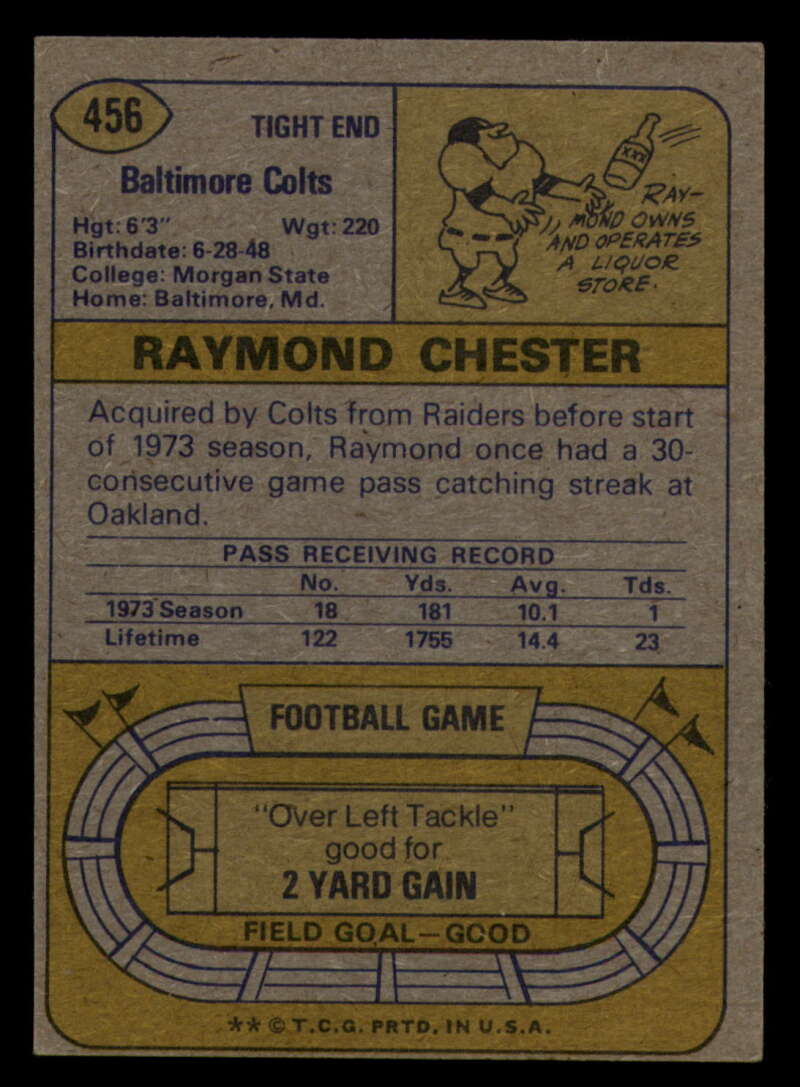 456
TIGHT END
Baltimore Colts
Hgt: 6'3" Wgt: 220
Birthdate: 6-28-48
College: Morgan State
Home: Baltimore, Md.
XXX
RAY-
MOND OWNS
AND OPERATES
A LIQUOR
STORE.
RAYMOND CHESTER
Acquired by Colts from Raiders before start
of 1973 season, Raymond once had a 30-
consecutive game pass catching streak at
Oakland.
PASS RECEIVING RECORD
No. Yds. Avg. Tds.
1973 Season 18 181 10.1 1
Lifetime 122 1755 14.4 23
FOOTBALL GAME
"Over Left Tackle"
good for
2 YARD GAIN
FIELD GOAL—GOOD
** © T.C.G. PRTD. IN U.S.A.